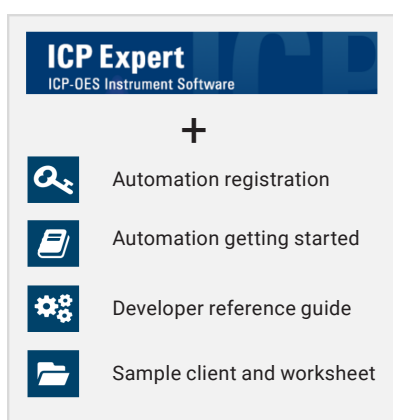 ICP Expert
ICP-OES Instrument Software
+
Automation registration
Automation getting started
Developer reference guide
Sample client and worksheet